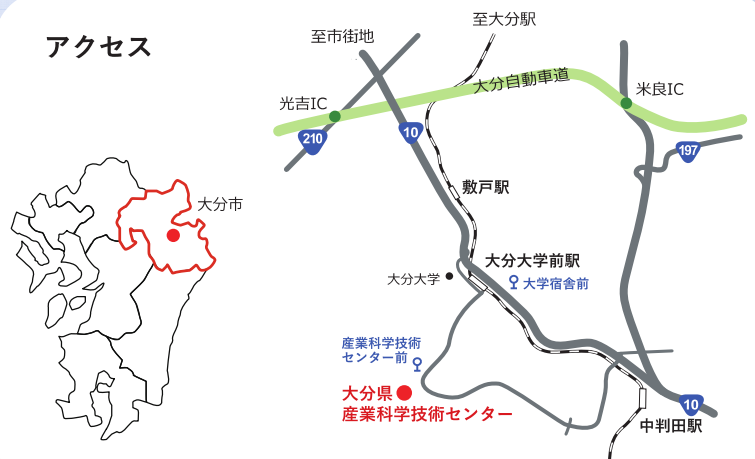 アクセス
至市街地
至大分駅
光吉IC
大分自動車道
米良IC
210
10
197
敷戸駅
大分市
大分大学前駅
大分大学
大学宿舎前
産業科学技術
センター前
大分県
産業科学技術センター
10
中判田駅